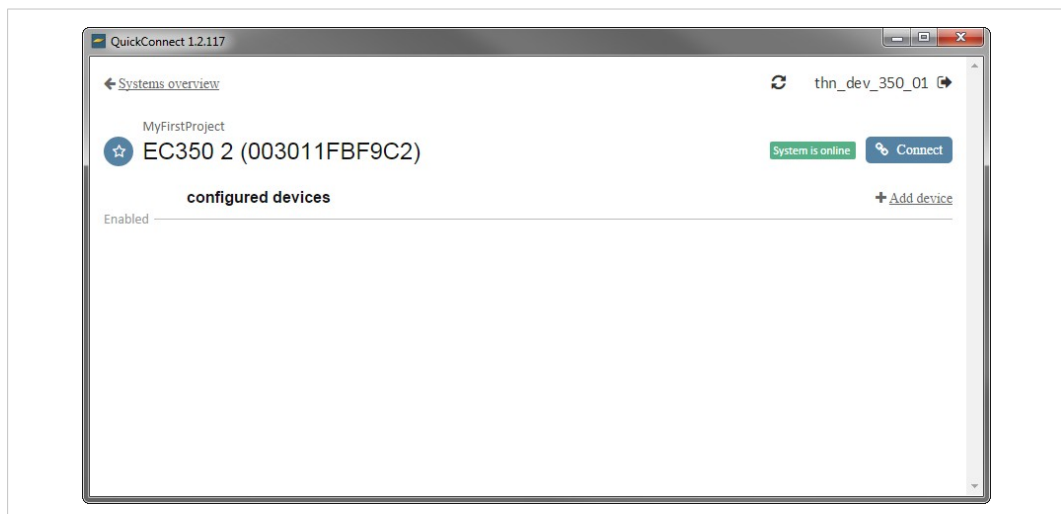 QuickConnect 1.2.117
Systems overview
thn_dev_350_01
MyFirstProject
EC350 2 (003011FBF9C2)
System is online
Connect
configured devices
Add device
Enabled